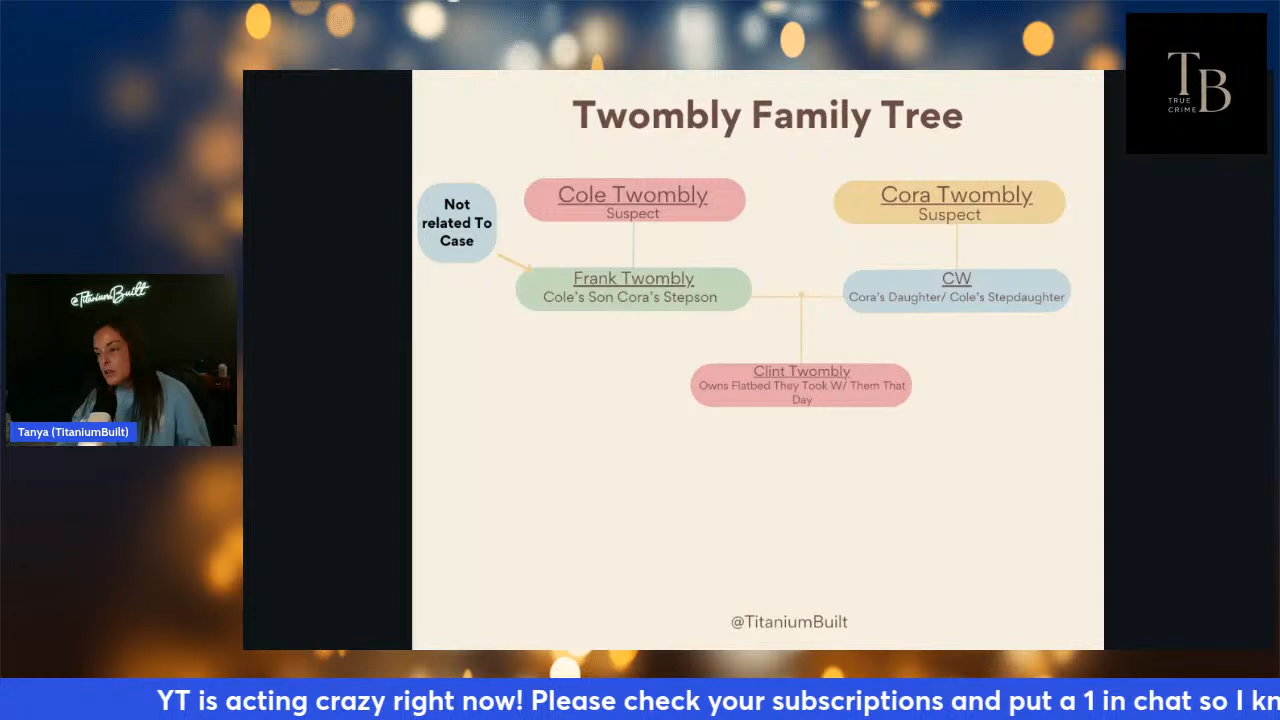 TB
TRUE
CRIME
Twombly Family Tree
Not
related To
Case
Cole Twombly
Suspect
Cora Twombly
Suspect
Frank Twombly
Cole's Son Cora's Stepson
CW
Cora's Daughter/ Cole's Stepdaughter
Clint Twombly
Owns Flatbed They Took W/ Them That
Day
@TitaniumBuilt
Tanya (TitaniumBuilt)
@TitaniumBuilt
YT is acting crazy right now! Please check your subscriptions and put a 1 in chat so I kn